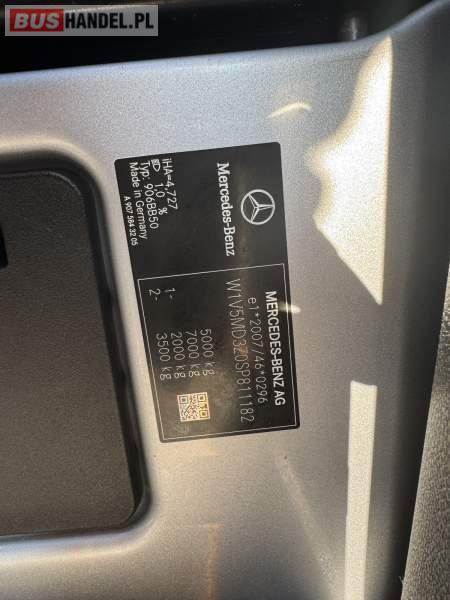 BUSHANDEL.PL
Mercedes-Benz
MERCEDES-BENZ AG
e1*2007/46*0296
W1V5MD3Z0SP811182
5000 kg
7000 kg
1- 2000 kg
2- 3500 kg
iHA=4,727
1,0 %
Typ: 906BB50
Made in Germany
A 907 584 32 05